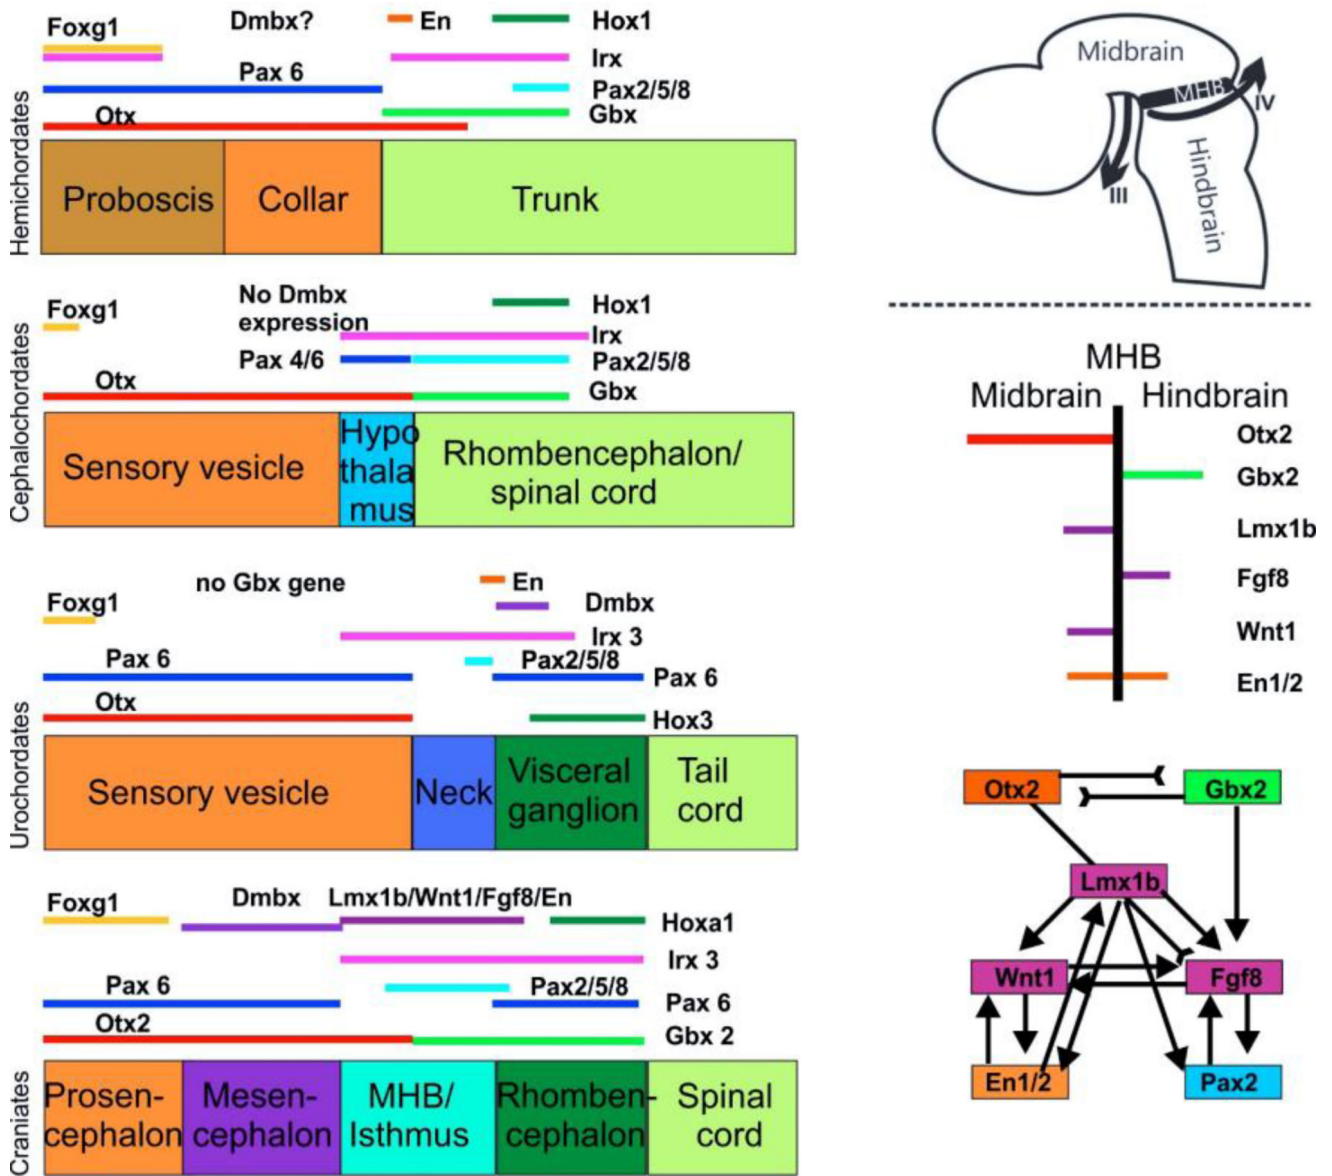 Hemichordates
Foxg1
Dmbx?
En
Hox1
Irx
Pax 6
Pax2/5/8
Otx
Gbx
Proboscis
Collar
Trunk
Cephalochordates
Foxg1
No Dmbx
expression
Hox1
Irx
Pax 4/6
Pax2/5/8
Otx
Gbx
Sensory vesicle
Hypo
thala
mus
Rhombencephalon/
spinal cord
Urochordates
no Gbx gene
En
Foxg1
Dmbx
Irx 3
Pax 6
Pax2/5/8
Pax 6
Otx
Hox3
Sensory vesicle
Neck
Visceral
ganglion
Tail
cord
Craniates
Foxg1
Dmbx
Lmx1b/Wnt1/Fgf8/En
Hoxa1
Irx 3
Pax 6
Pax2/5/8
Pax 6
Otx2
Gbx 2
Prosen-
cephalon
Mesen-
cephalon
MHB/
Isthmus
Rhomben-
cephalon
Spinal
cord
Midbrain
MHB
IV
III
Hindbrain
MHB
Midbrain
Hindbrain
Otx2
Gbx2
Lmx1b
Fgf8
Wnt1
En1/2
Otx2
Gbx2
Lmx1b
Wnt1
Fgf8
En1/2
Pax2